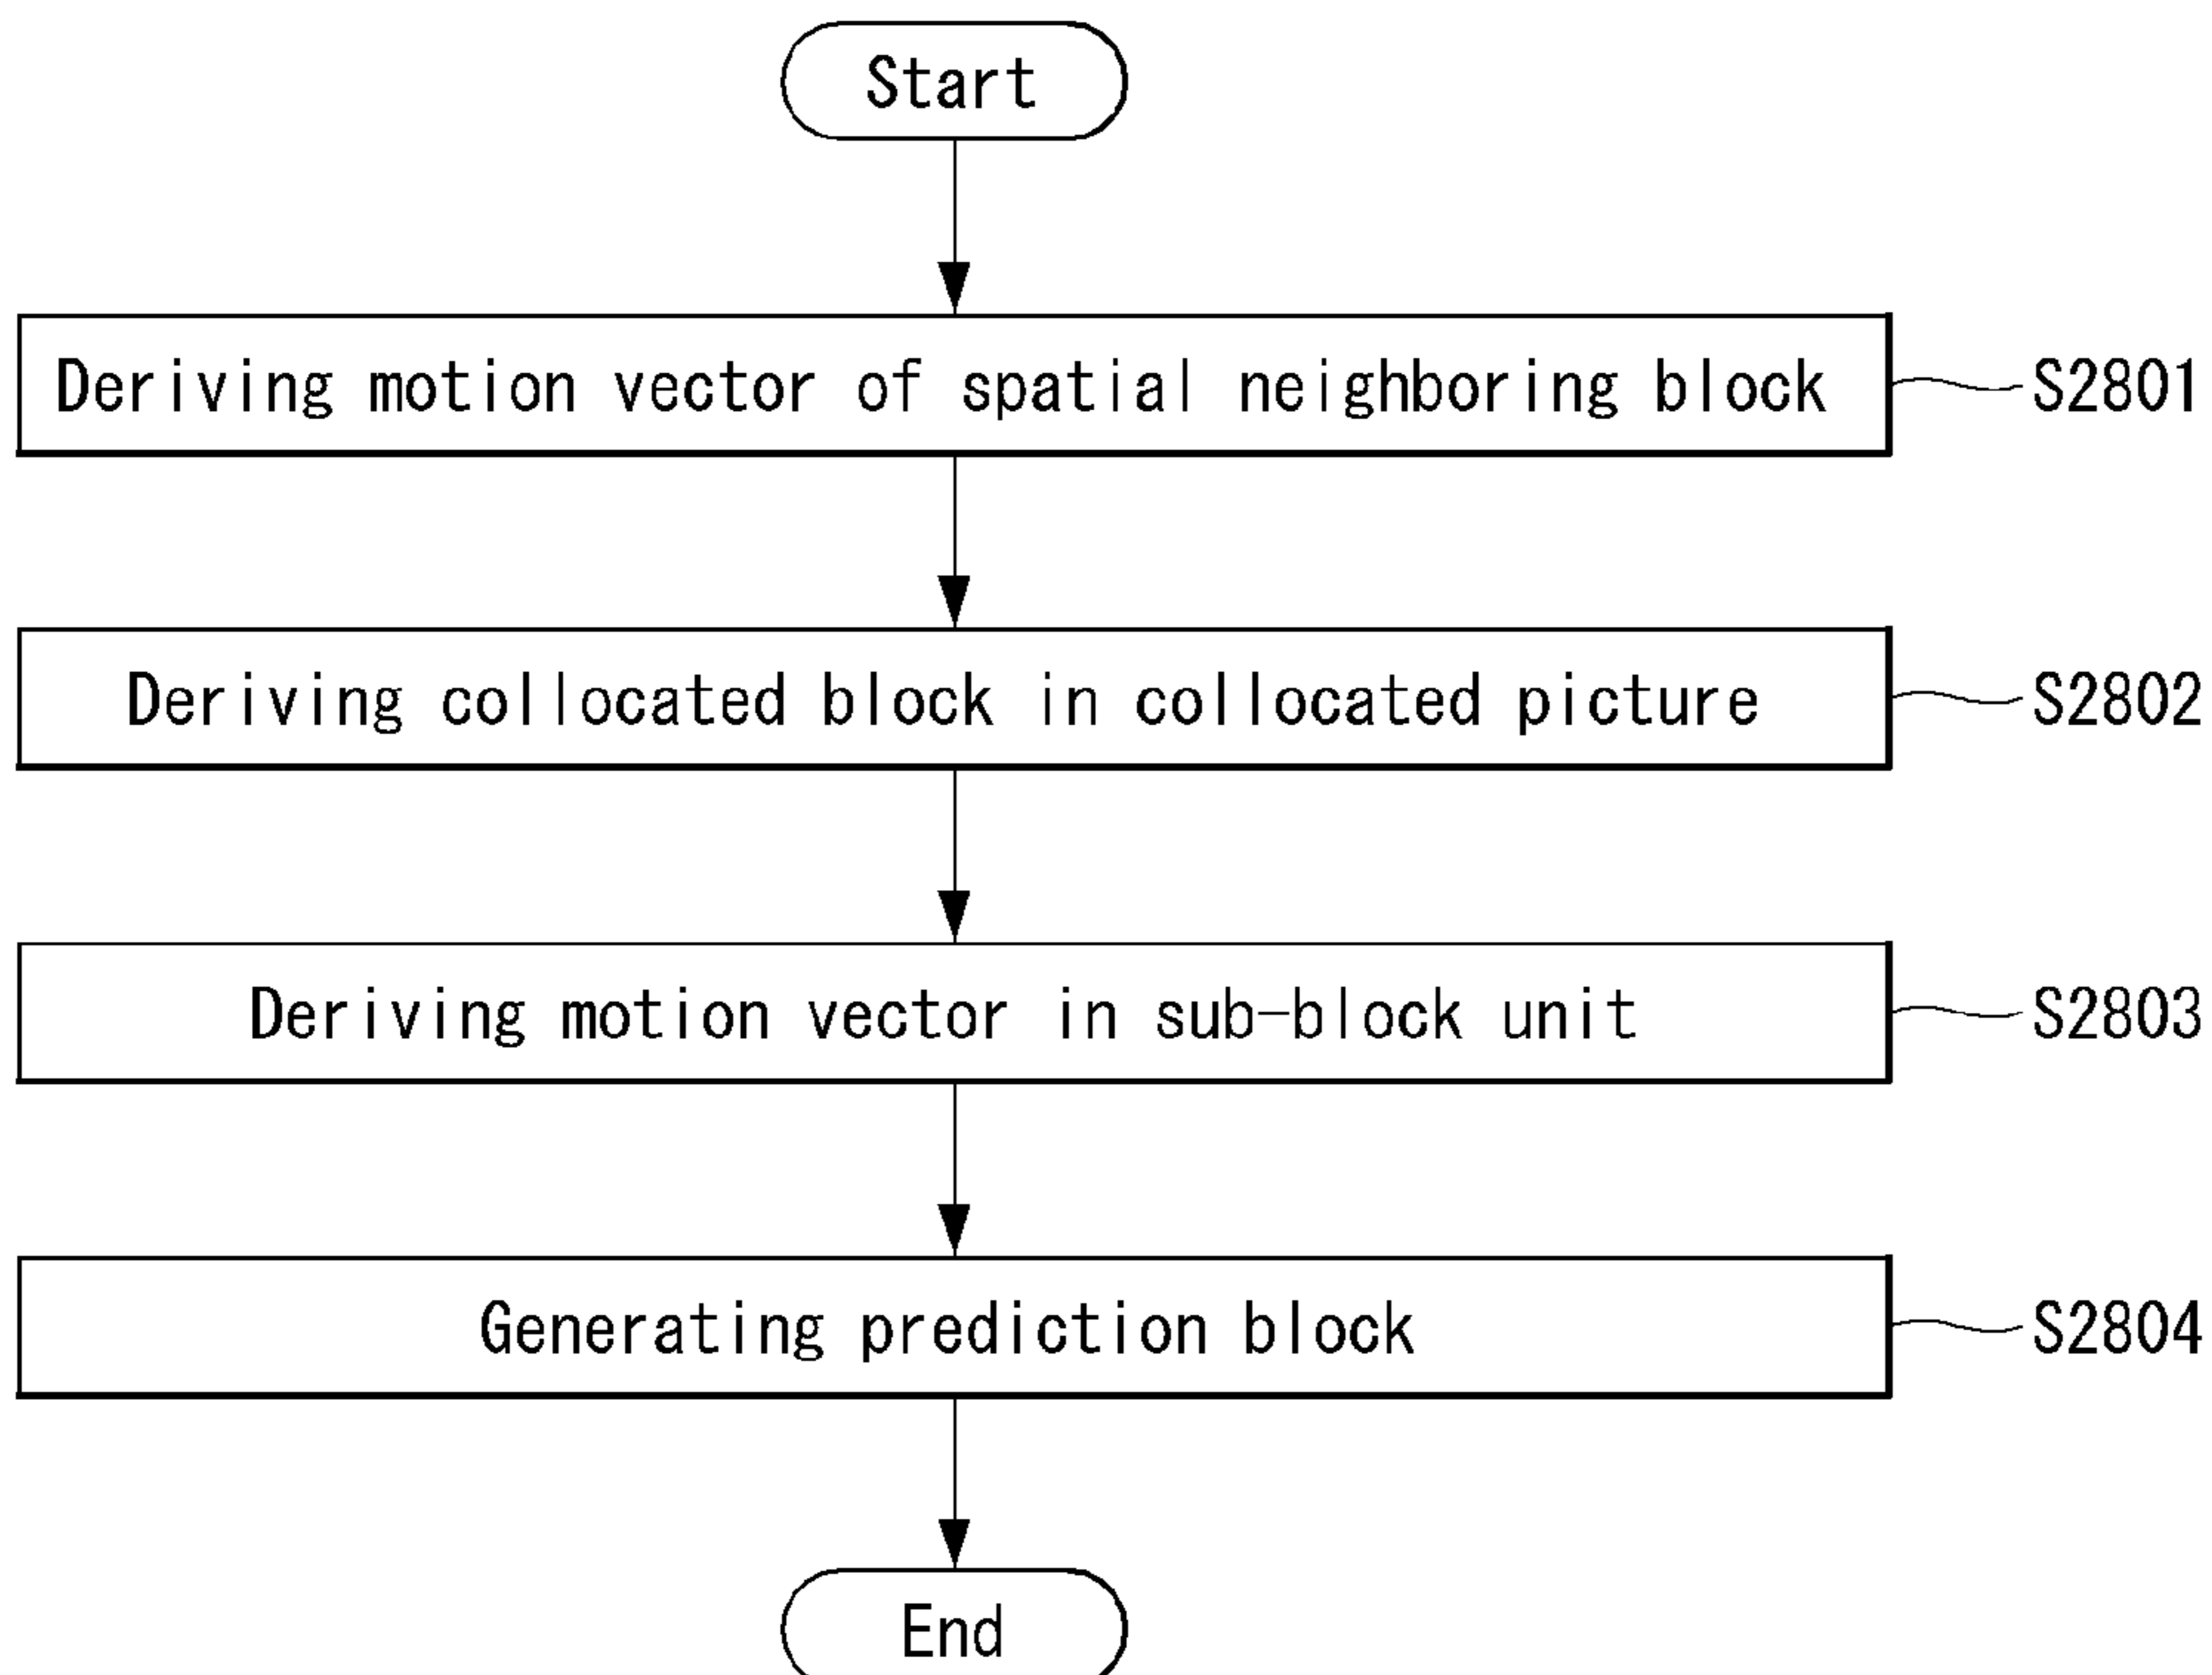 Start
Deriving motion vector of spatial neighboring block S2801
Deriving collocated block in collocated picture S2802
Deriving motion vector in sub-block unit S2803
Generating prediction block S2804
End